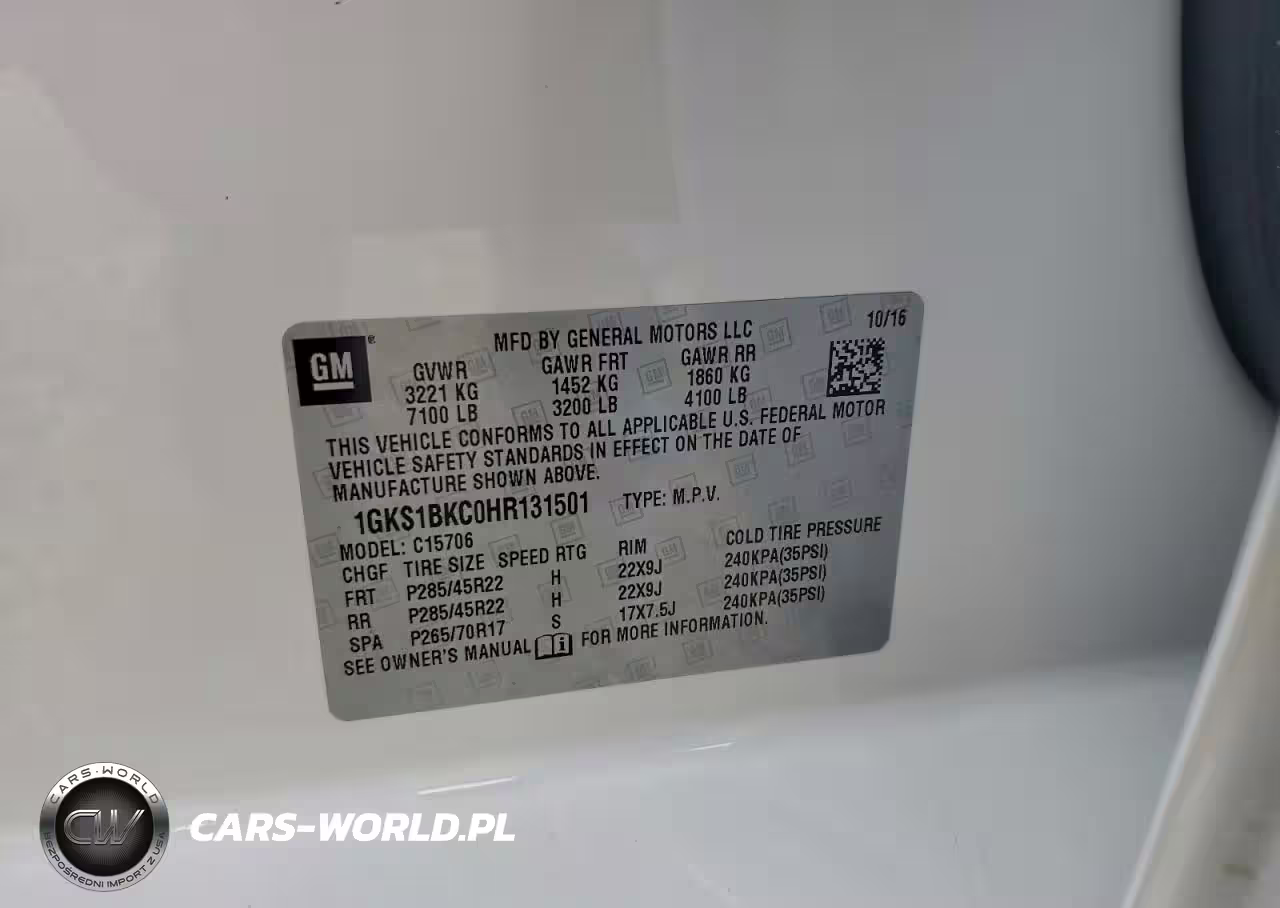 GM
®
MFD BY GENERAL MOTORS LLC
10/16
GVWR GAWR FRT GAWR RR
3221 KG 1452 KG 1860 KG
7100 LB 3200 LB 4100 LB
THIS VEHICLE CONFORMS TO ALL APPLICABLE U.S. FEDERAL MOTOR
VEHICLE SAFETY STANDARDS IN EFFECT ON THE DATE OF
MANUFACTURE SHOWN ABOVE.
1GKS1BKC0HR131501 TYPE: M.P.V.
MODEL: C15706
CHGF TIRE SIZE SPEED RTG RIM COLD TIRE PRESSURE
FRT P285/45R22 H 22X9J 240KPA(35PSI)
RR P285/45R22 H 22X9J 240KPA(35PSI)
SPA P265/70R17 S 17X7.5J 240KPA(35PSI)
SEE OWNER'S MANUAL i FOR MORE INFORMATION.
CARS-WORLD
CW
BEZPOŚREDNI IMPORT Z USA
CARS-WORLD.PL